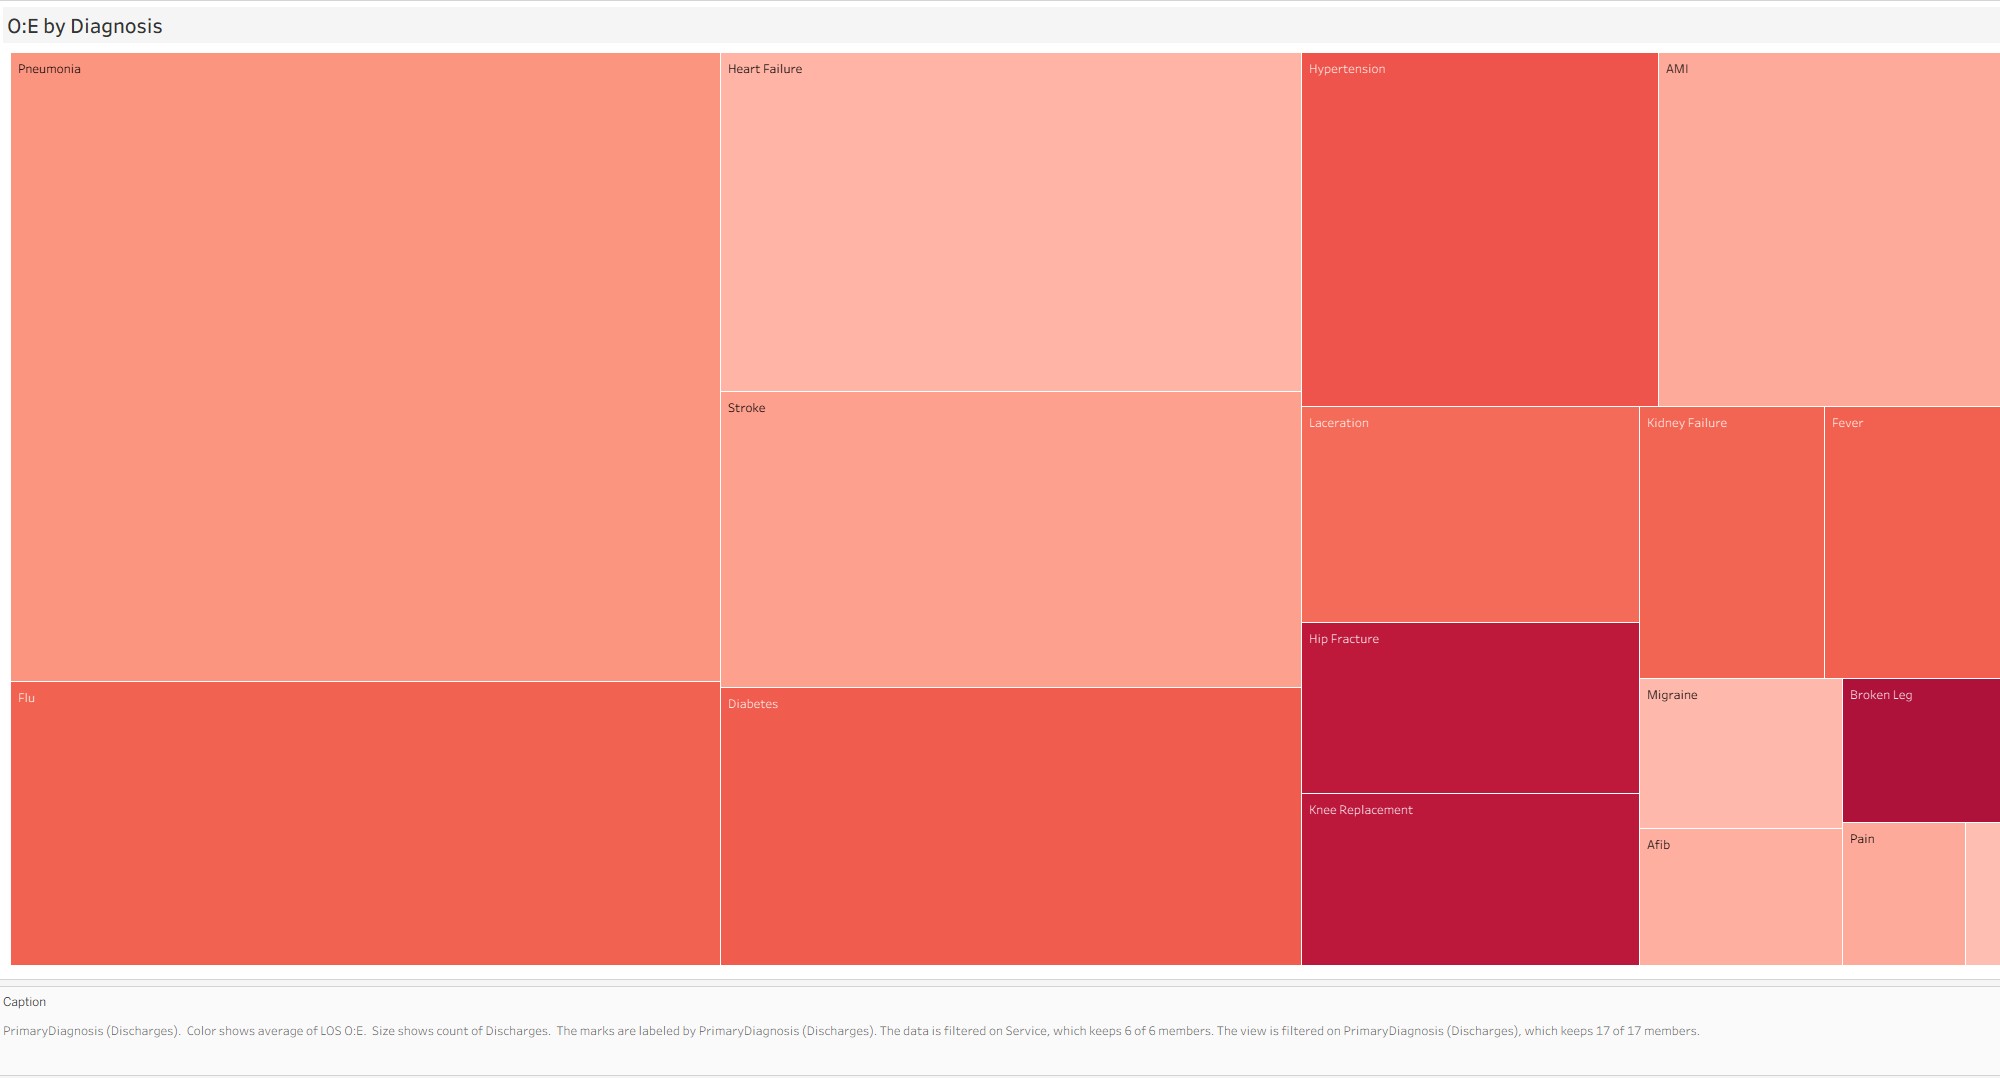 O:E by Diagnosis
Pneumonia
Heart Failure
Hypertension
AMI
Stroke
Laceration
Kidney Failure
Fever
Hip Fracture
Flu
Diabetes
Migraine
Broken Leg
Knee Replacement
Afib
Pain
Caption
PrimaryDiagnosis (Discharges).  Color shows average of LOS O:E.  Size shows count of Discharges.  The marks are labeled by PrimaryDiagnosis (Discharges). The data is filtered on Service, which keeps 6 of 6 members. The view is filtered on PrimaryDiagnosis (Discharges), which keeps 17 of 17 members.